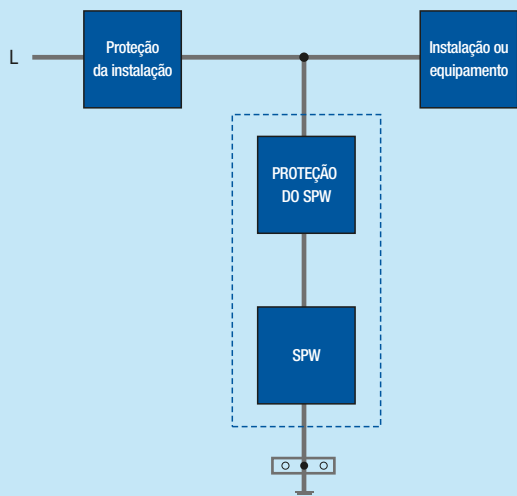 L
Proteção
da instalação
Instalação ou
equipamento
PROTEÇÃO
DO SPW
SPW